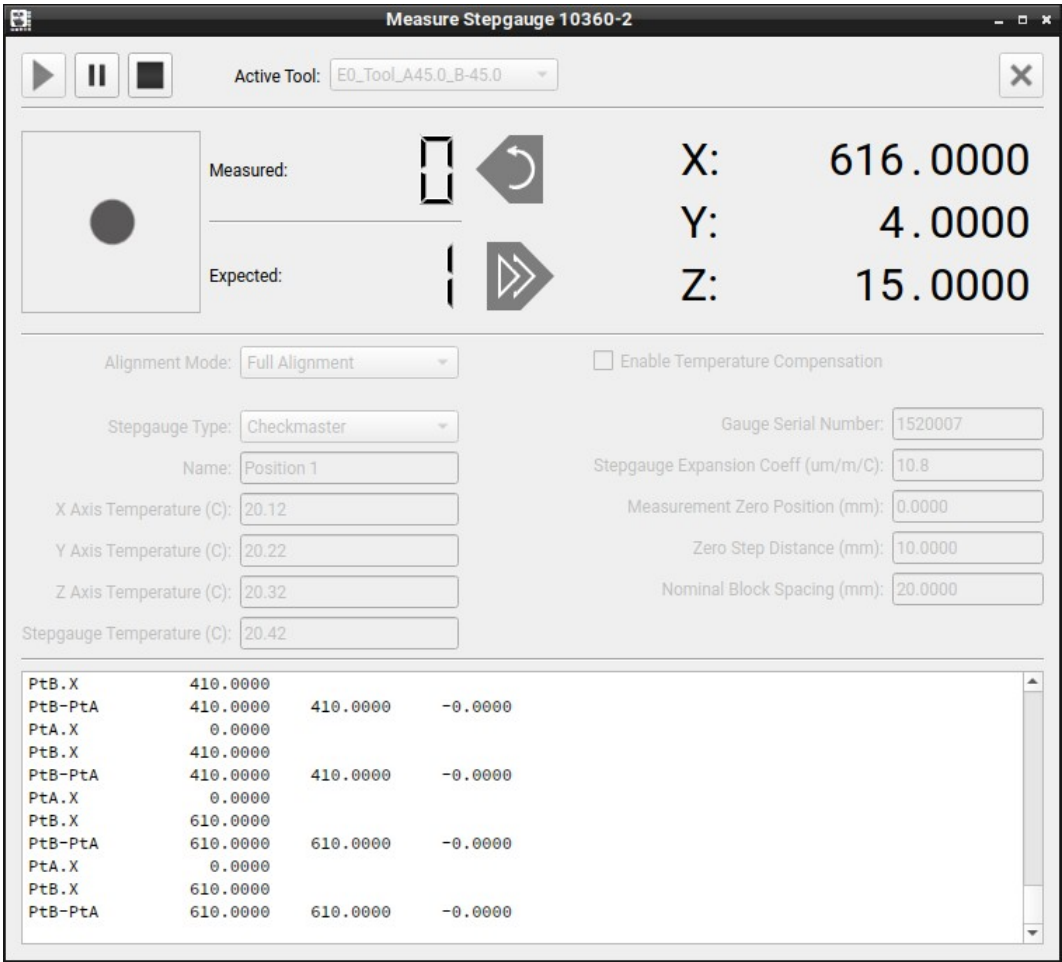 Measure Stepgauge 10360-2
Active Tool: E0_Tool_A45.0_B-45.0
Measured: 0
Expected: 1
X: 616.0000
Y: 4.0000
Z: 15.0000
Alignment Mode: Full Alignment
Enable Temperature Compensation
Stepgauge Type: Checkmaster
Gauge Serial Number: 1520007
Name: Position 1
Stepgauge Expansion Coeff (um/m/C): 10.8
X Axis Temperature (C): 20.12
Measurement Zero Position (mm): 0.0000
Y Axis Temperature (C): 20.22
Zero Step Distance (mm): 10.0000
Z Axis Temperature (C): 20.32
Nominal Block Spacing (mm): 20.0000
Stepgauge Temperature (C): 20.42
PtB.X 410.0000
PtB-PtA 410.0000 410.0000 -0.0000
PtA.X 0.0000
PtB.X 410.0000
PtB-PtA 410.0000 410.0000 -0.0000
PtA.X 0.0000
PtB.X 610.0000
PtB-PtA 610.0000 610.0000 -0.0000
PtA.X 0.0000
PtB.X 610.0000
PtB-PtA 610.0000 610.0000 -0.0000